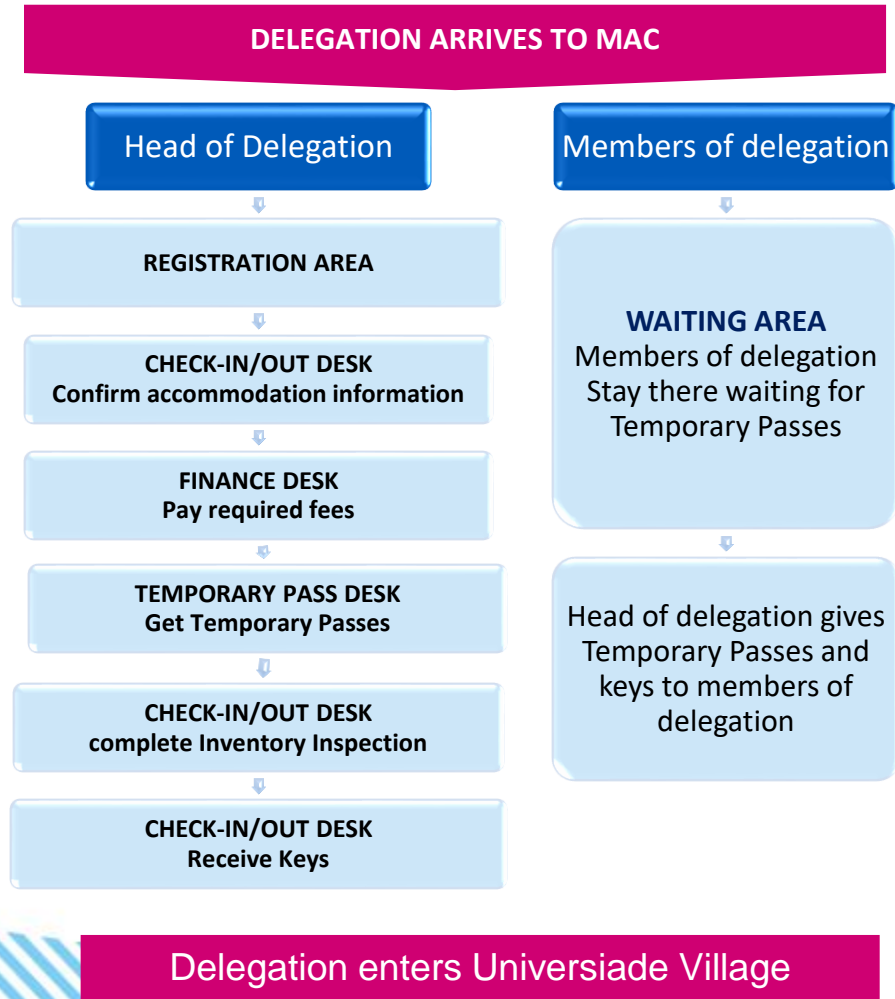 DELEGATION ARRIVES TO MAC
Head of Delegation
REGISTRATION AREA
CHECK-IN/OUT DESK
Confirm accommodation information
FINANCE DESK
Pay required fees
TEMPORARY PASS DESK
Get Temporary Passes
CHECK-IN/OUT DESK
complete Inventory Inspection
CHECK-IN/OUT DESK
Receive Keys
Members of delegation
WAITING AREA
Members of delegation
Stay there waiting for
Temporary Passes
Head of delegation gives
Temporary Passes and
keys to members of
delegation
Delegation enters Universiade Village